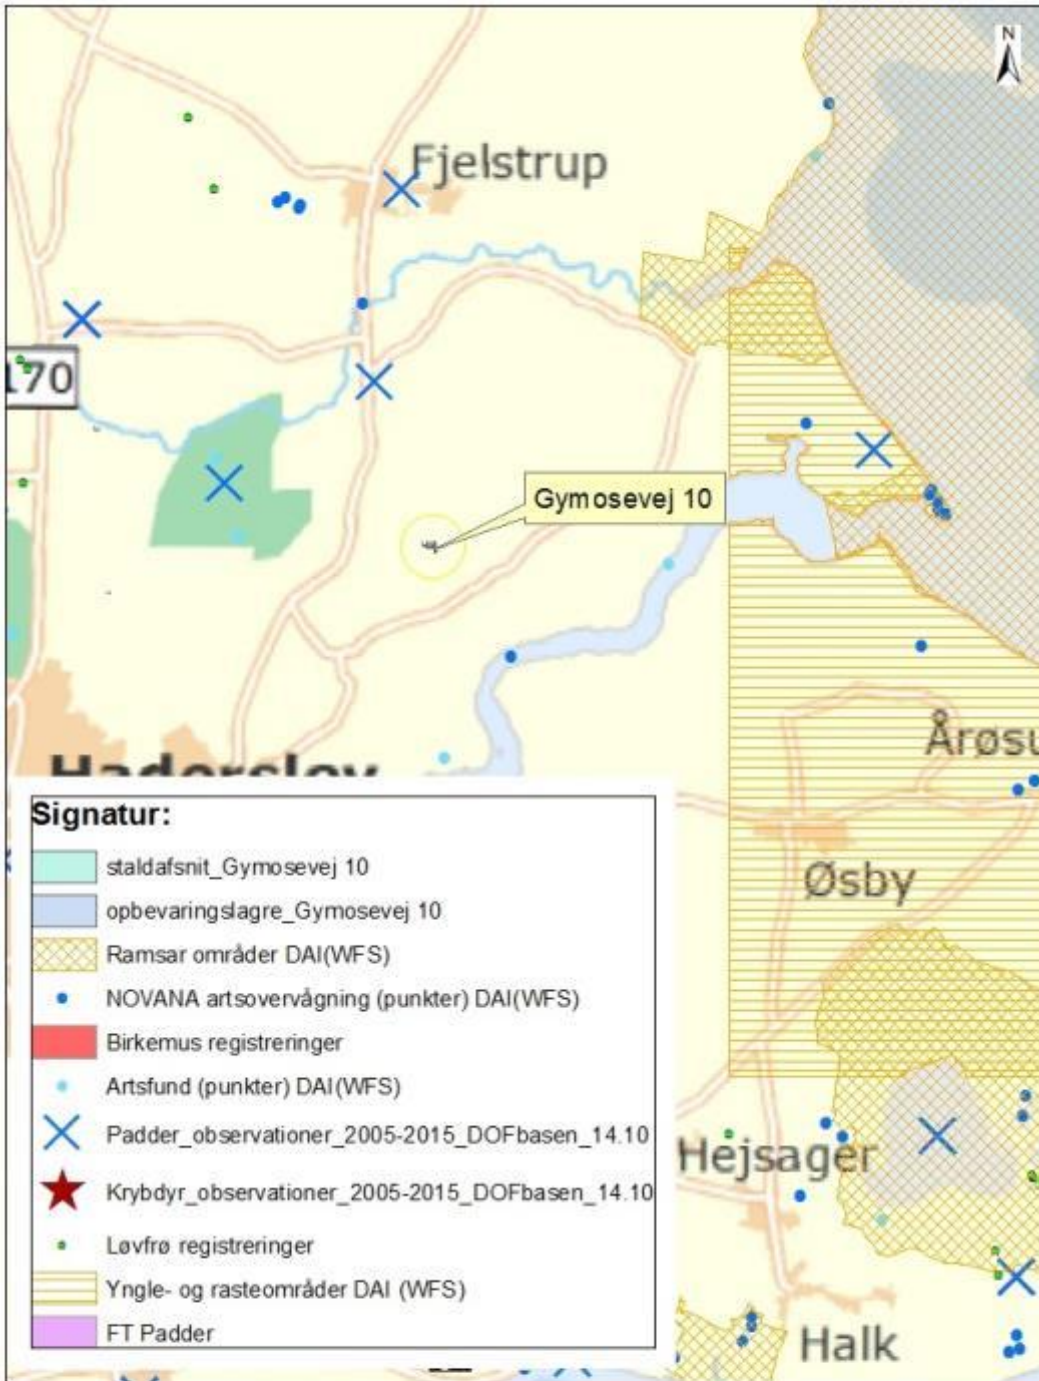 N
Fjelstrup
170
Gymosevej 10
Årøsu
Haderslev
Øsby
Signatur:
staldafsnit_Gymosevej 10
opbevaringslagre_Gymosevej 10
Ramsar områder DAI(WFS)
NOVANA artsovervågning (punkter) DAI(WFS)
Birkemus registreringer
Artsfund (punkter) DAI(WFS)
Padder_observationer_2005-2015_DOFbasen_14.10
Krybdyr_observationer_2005-2015_DOFbasen_14.10
Løvfrø registreringer
Yngle- og rasteområder DAI (WFS)
FT Padder
Hejsager
Halk